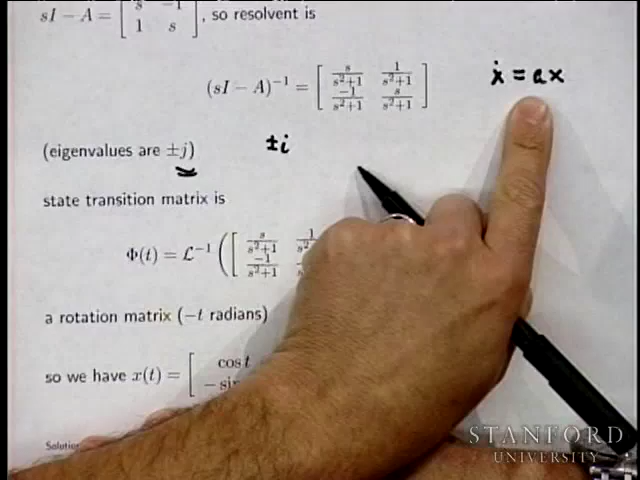 sI − A = [ s −1 ; 1 s ], so resolvent is
(sI − A)⁻¹ = [ s/(s²+1) 1/(s²+1) ; −1/(s²+1) s/(s²+1) ]
ẋ = ax
(eigenvalues are ±j)
±i
state transition matrix is
Φ(t) = ℒ⁻¹ ( [ s/(s²+1) ; −1/(s²+1)
a rotation matrix (−t radians)
so we have x(t) = [ cos t
STANFORD
UNIVERSITY